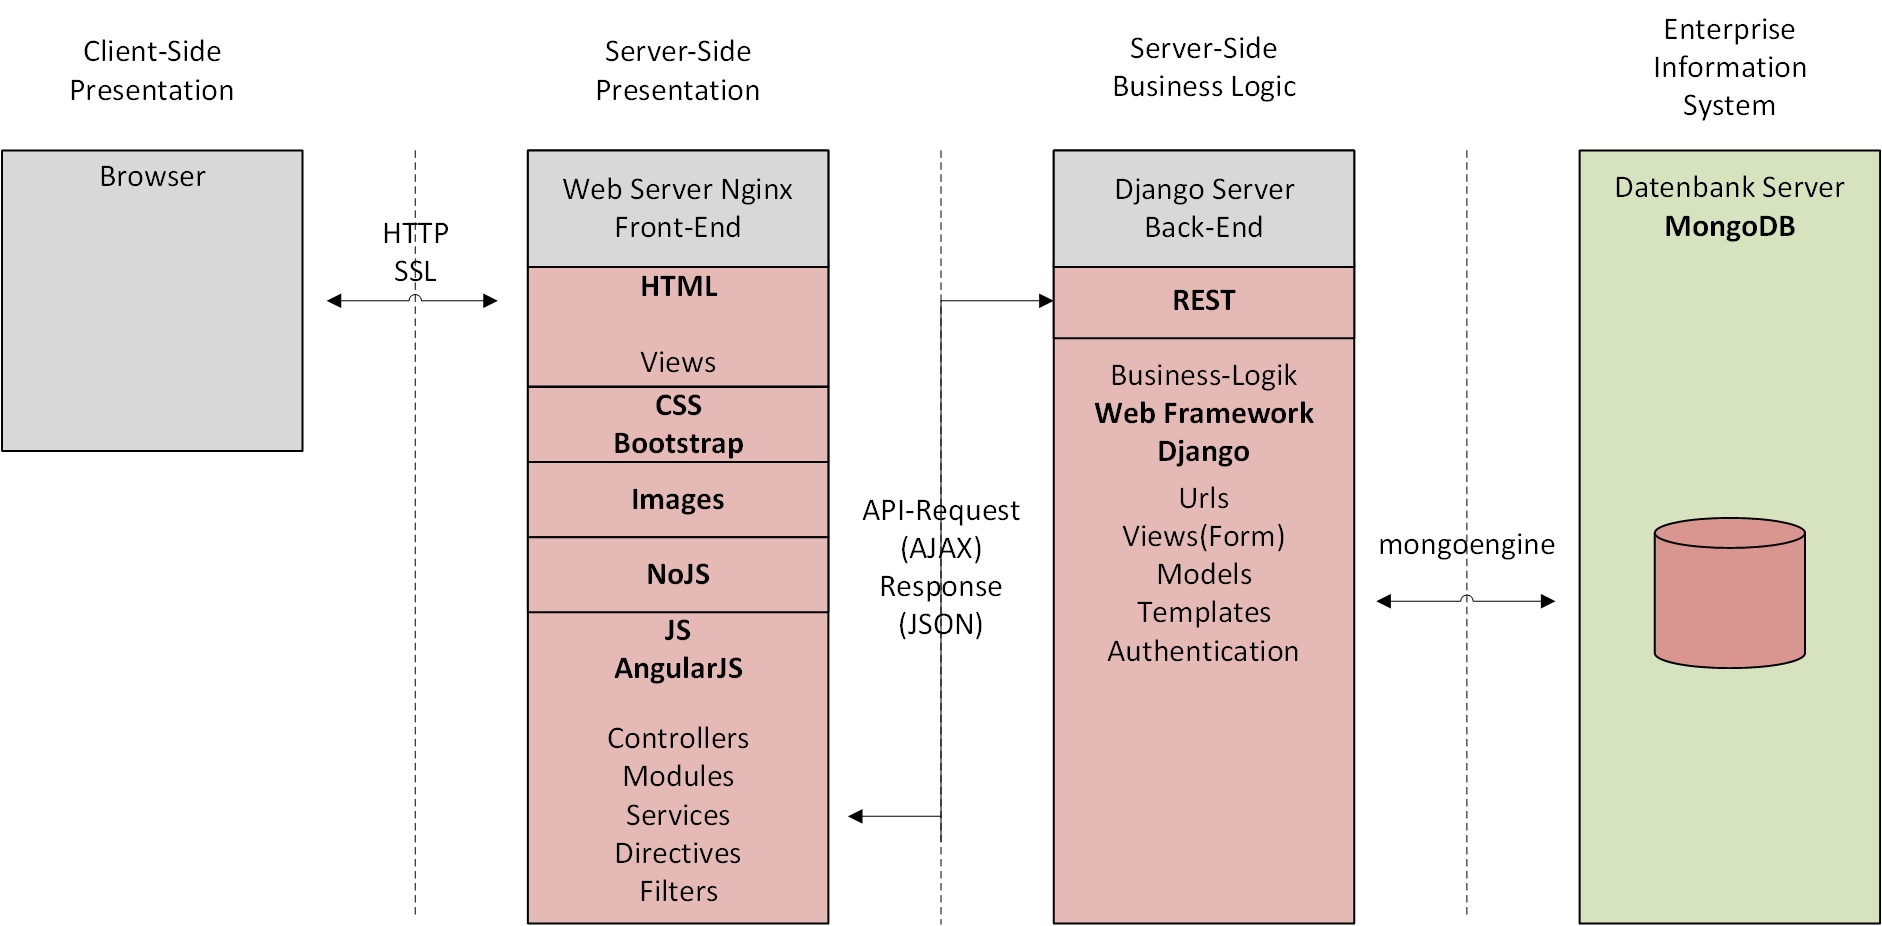 Client-Side
Presentation
Server-Side
Presentation
Server-Side
Business Logic
Enterprise
Information
System
Browser
HTTP
SSL
Web Server Nginx
Front-End
HTML
Views
CSS
Bootstrap
Images
NoJS
JS
AngularJS
Controllers
Modules
Services
Directives
Filters
API-Request
(AJAX)
Response
(JSON)
Django Server
Back-End
REST
Business-Logik
Web Framework
Django
Urls
Views(Form)
Models
Templates
Authentication
mongoengine
Datenbank Server
MongoDB